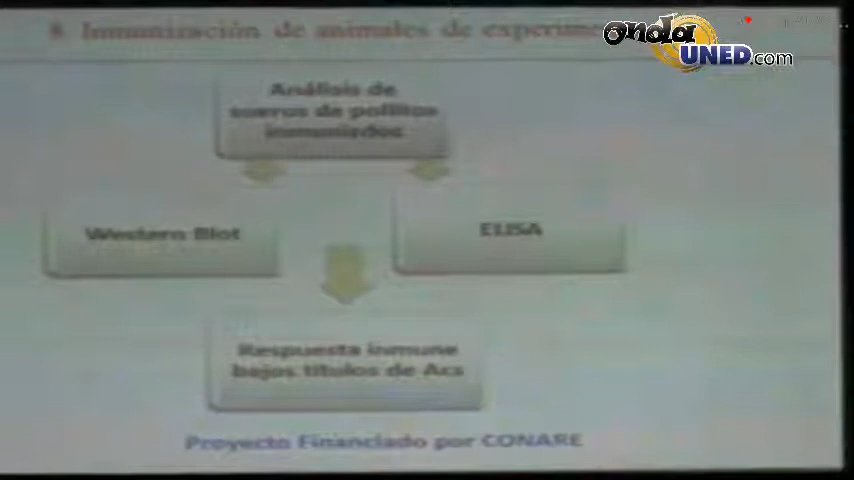 8 Inmunización de animales de
onda
UNED.com
Análisis de
sueros de pollitos
inmunizados
Western Blot
ELISA
Respuesta inmune
bajos títulos de Acs
Proyecto Financiado por CONARE